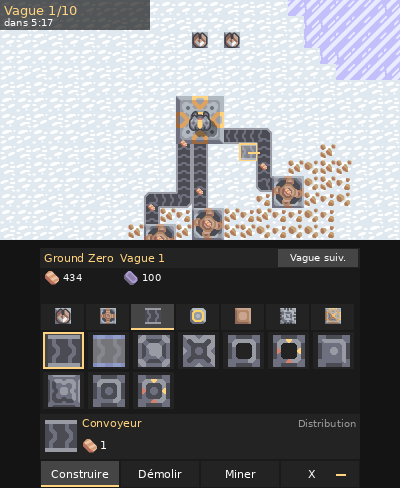 Vague 1/10
dans 5:17
Ground Zero Vague 1
Vague suiv.
434
100
Convoyeur
Distribution
1
Construire
Démolir
Miner
X